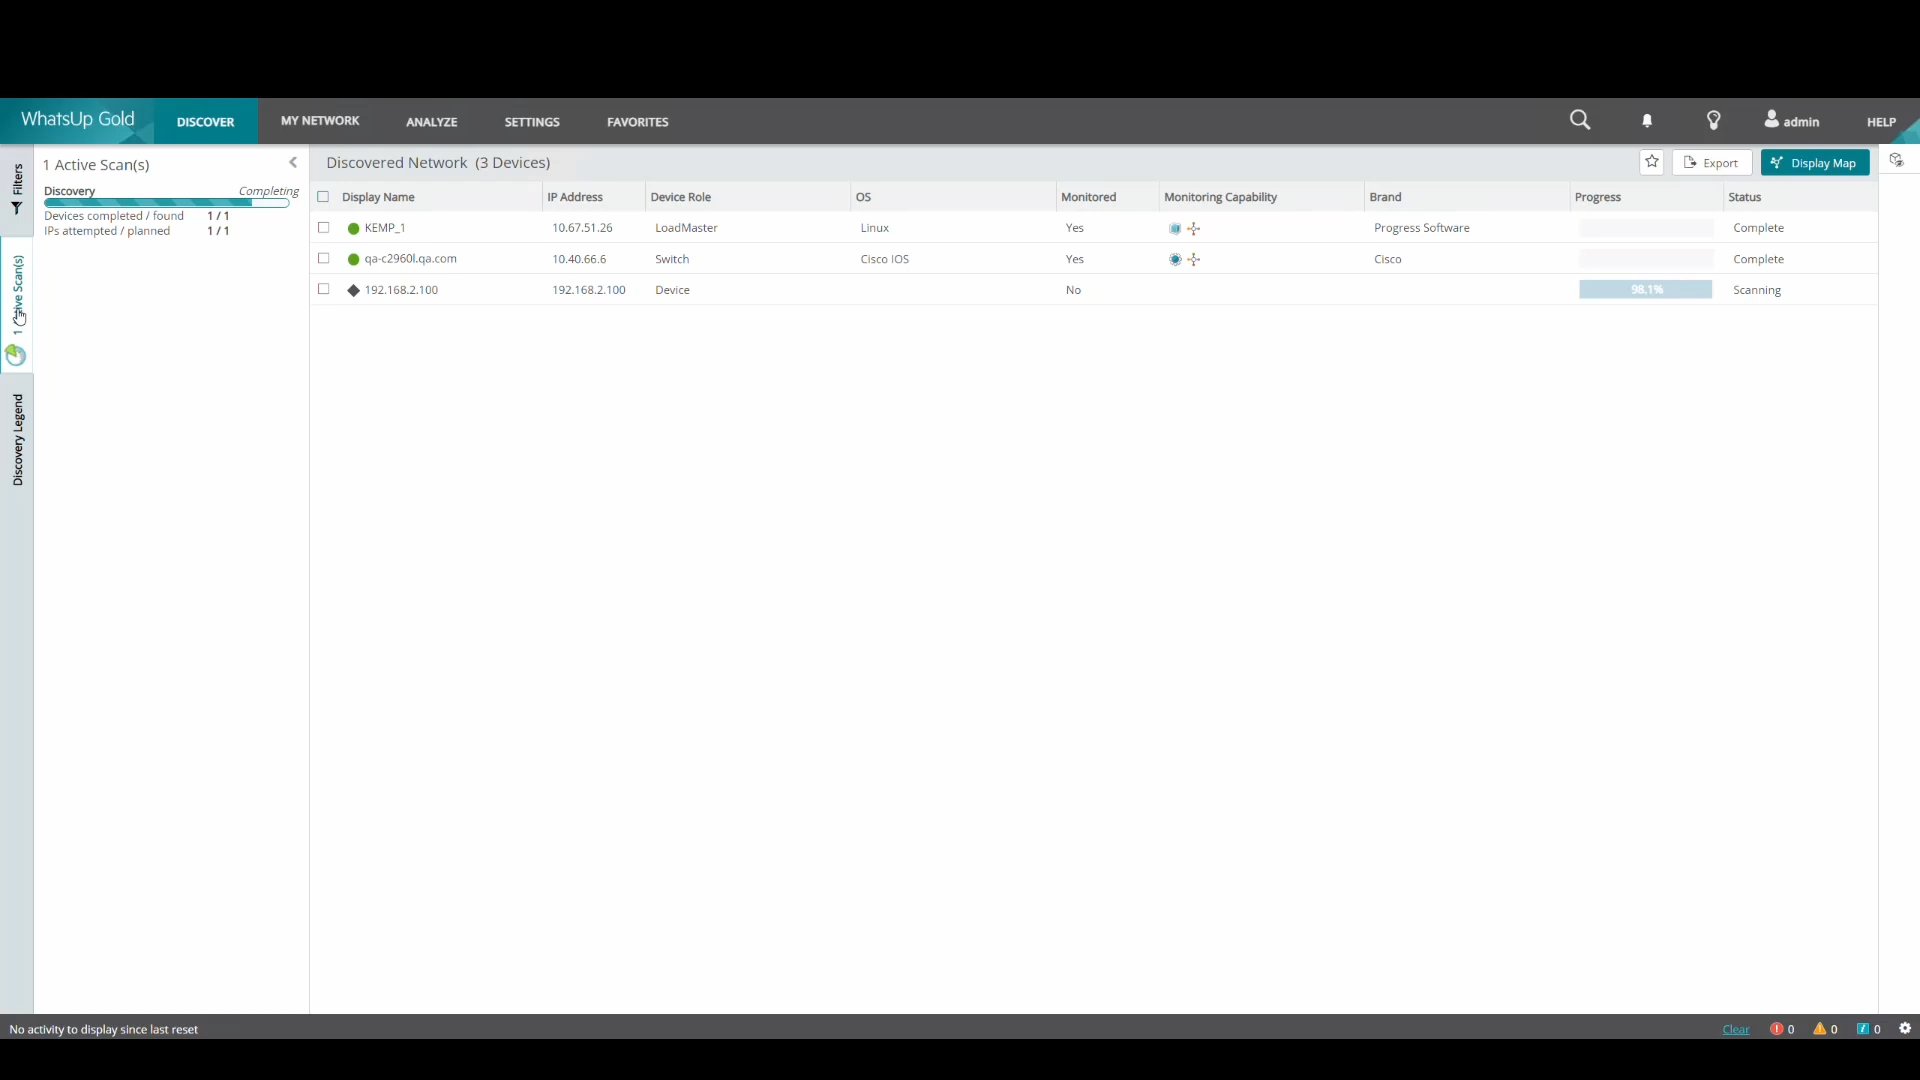 WhatsUp Gold DISCOVER MY NETWORK ANALYZE SETTINGS FAVORITES admin HELP
Filters
1 Active Scan(s)
Discovery Legend
1 Active Scan(s)
Discovery Completing
Devices completed / found 1 / 1
IPs attempted / planned 1 / 1
Discovered Network (3 Devices) Export Display Map
Display Name IP Address Device Role OS Monitored Monitoring Capability Brand Progress Status
KEMP_1 10.67.51.26 LoadMaster Linux Yes Progress Software Complete
qa-c2960l.qa.com 10.40.66.6 Switch Cisco IOS Yes Cisco Complete
192.168.2.100 192.168.2.100 Device No 98.1% Scanning
No activity to display since last reset Clear 0 0 0